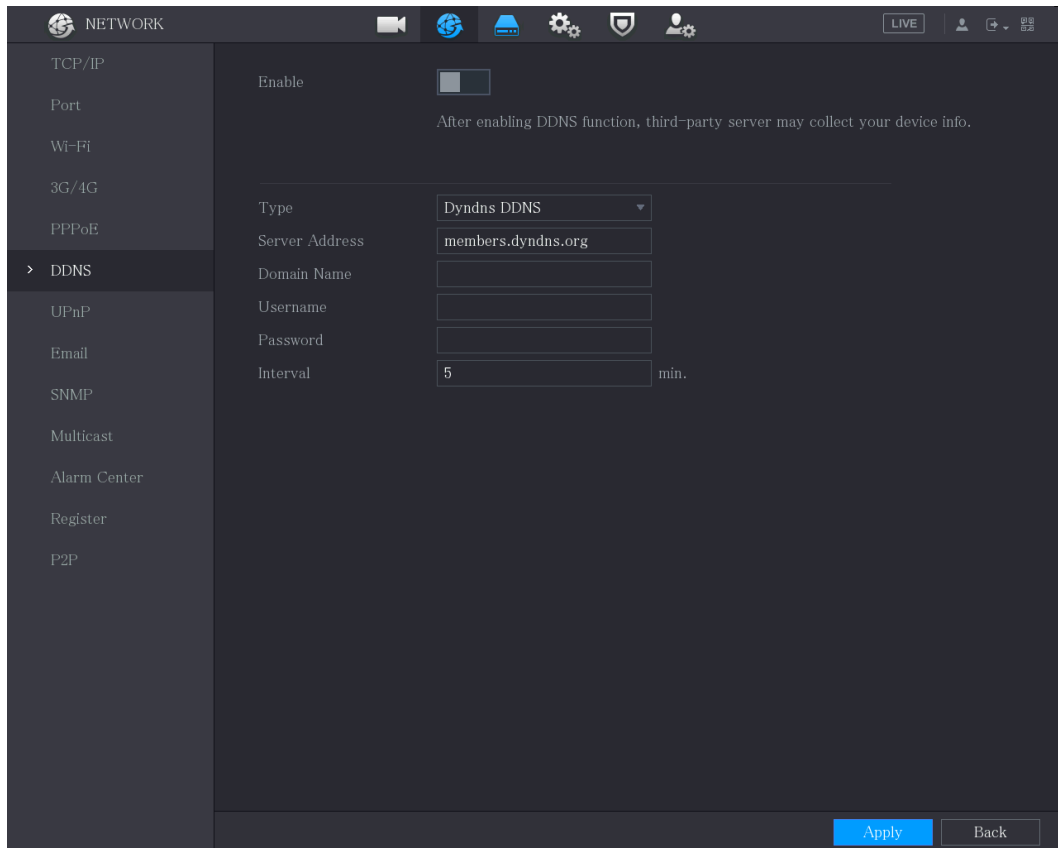 NETWORK
LIVE
TCP/IP
Port
Wi-Fi
3G/4G
PPPoE
DDNS
UPnP
Email
SNMP
Multicast
Alarm Center
Register
P2P
Enable
After enabling DDNS function, third-party server may collect your device info.
Type Dyndns DDNS
Server Address members.dyndns.org
Domain Name
Username
Password
Interval 5 min.
Apply Back